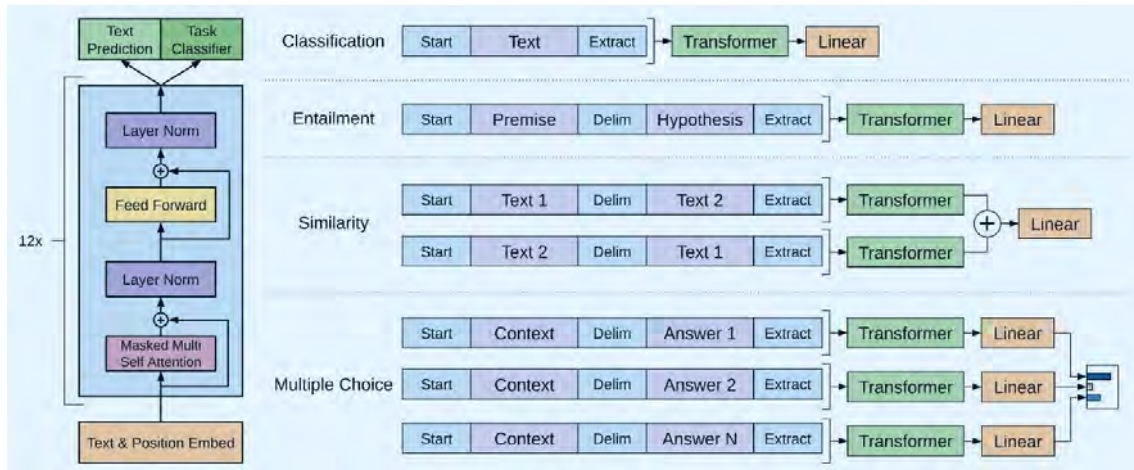 Text Prediction
Task Classifier
12x
Layer Norm
Feed Forward
Layer Norm
Masked Multi
Self Attention
Text & Position Embed
Classification
Start Text Extract Transformer Linear
Entailment
Start Premise Delim Hypothesis Extract Transformer Linear
Similarity
Start Text 1 Delim Text 2 Extract Transformer
Start Text 2 Delim Text 1 Extract Transformer
+ Linear
Multiple Choice
Start Context Delim Answer 1 Extract Transformer Linear
Start Context Delim Answer 2 Extract Transformer Linear
Start Context Delim Answer N Extract Transformer Linear